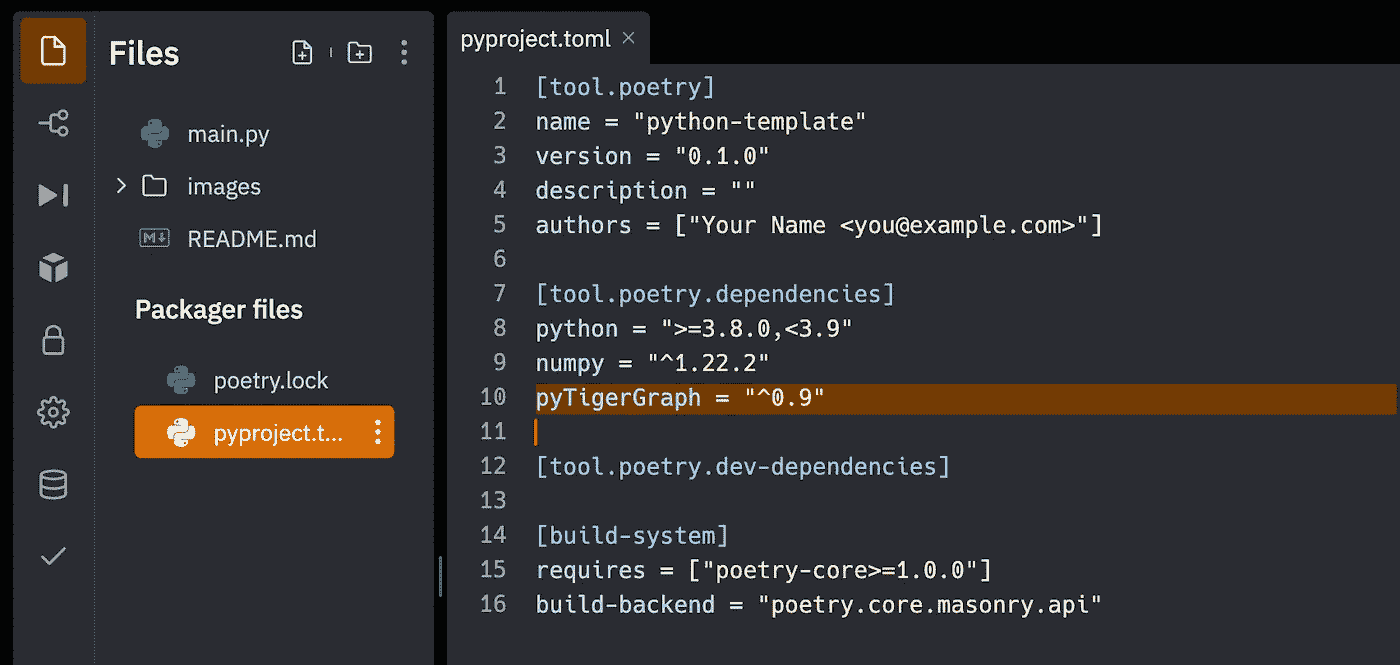 Files
main.py
images
README.md
Packager files
poetry.lock
pyproject.t...
pyproject.toml ×
1 [tool.poetry]
2 name = "python-template"
3 version = "0.1.0"
4 description = ""
5 authors = ["Your Name <you@example.com>"]
6
7 [tool.poetry.dependencies]
8 python = ">=3.8.0,<3.9"
9 numpy = "^1.22.2"
10 pyTigerGraph = "^0.9"
11
12 [tool.poetry.dev-dependencies]
13
14 [build-system]
15 requires = ["poetry-core>=1.0.0"]
16 build-backend = "poetry.core.masonry.api"